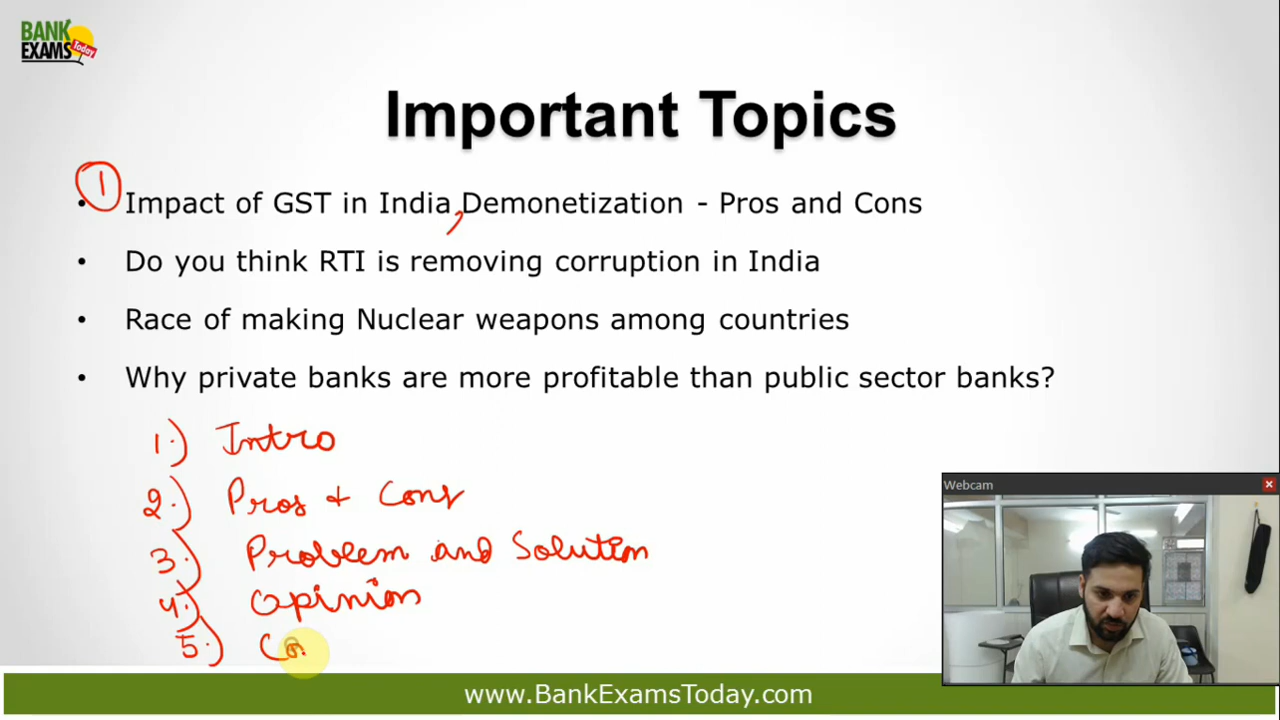 BANK
EXAMS Today
Important Topics
1
• Impact of GST in India, Demonetization - Pros and Cons
• Do you think RTI is removing corruption in India
• Race of making Nuclear weapons among countries
• Why private banks are more profitable than public sector banks?
1.) Intro
2.) Pros + Cons
3.) Problem and Solution
4.) Opinion
5.) Co
Webcam
www.BankExamsToday.com